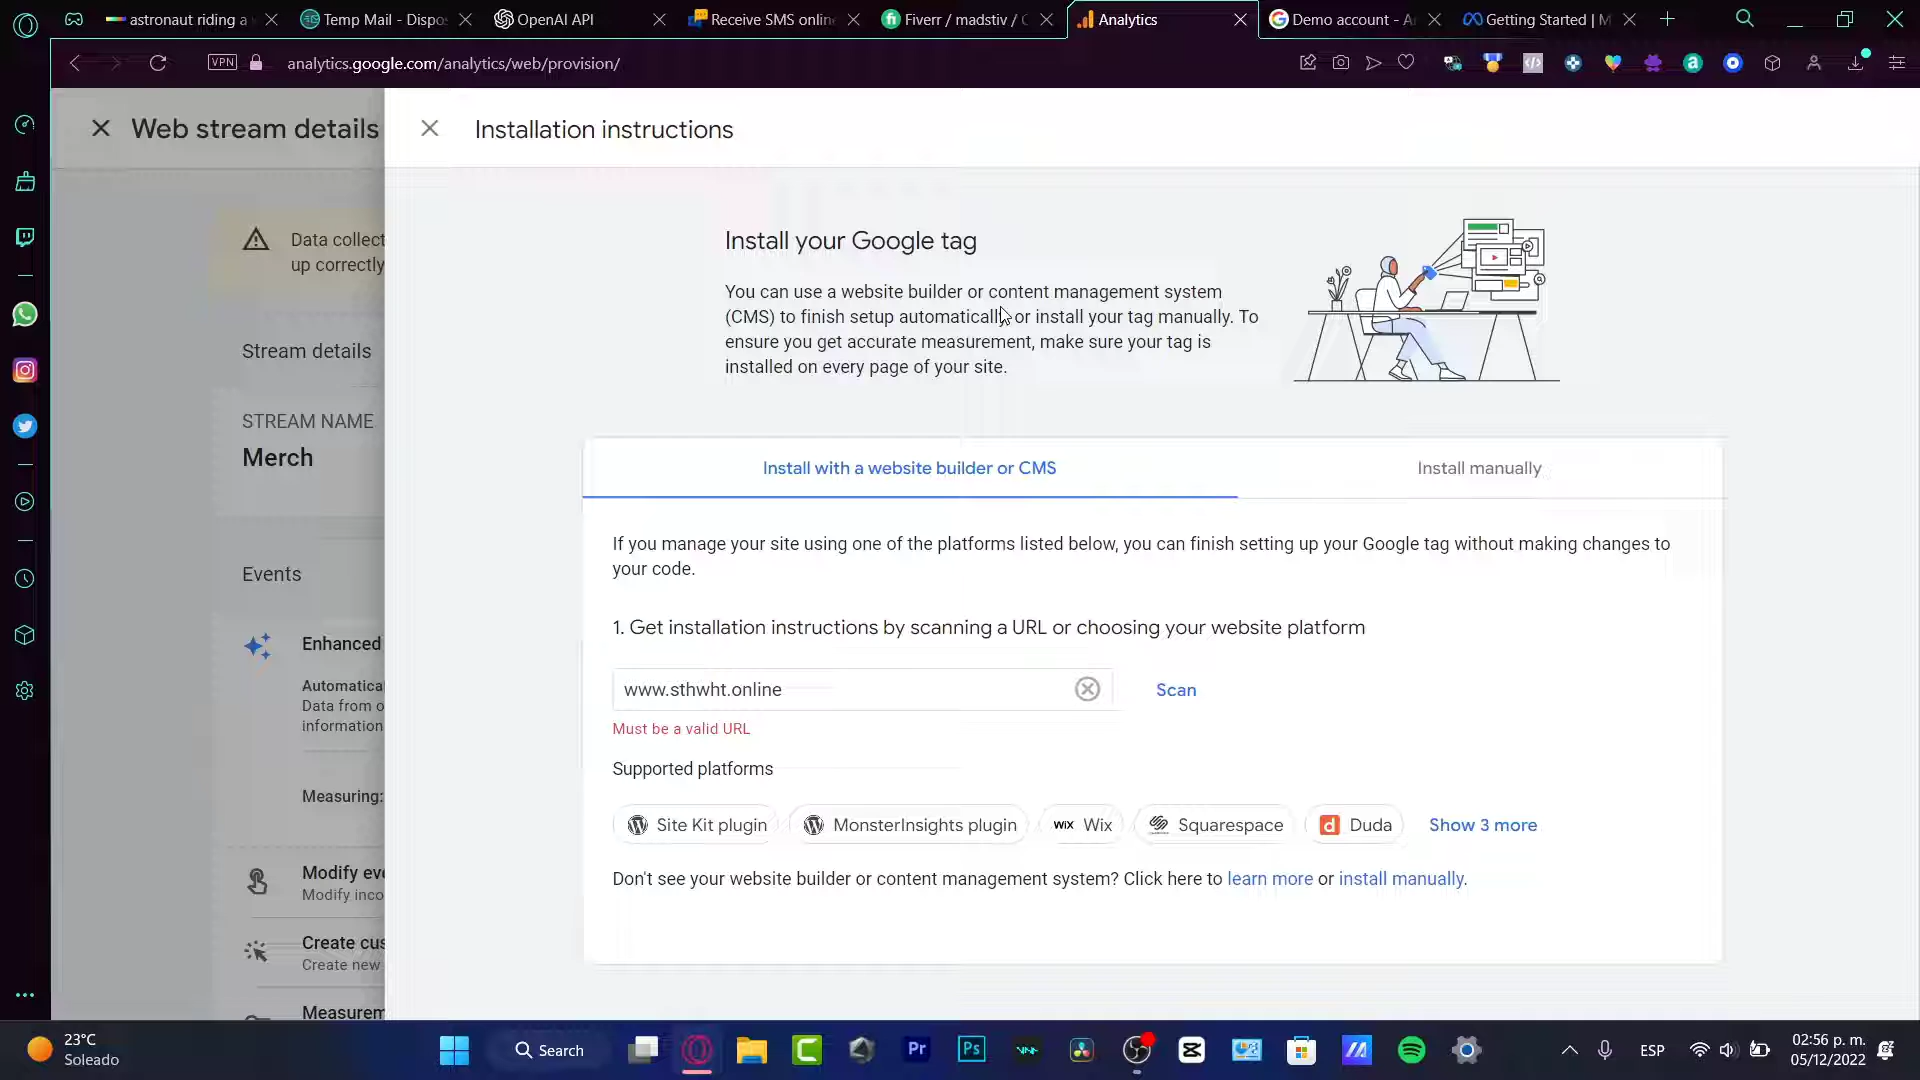 astronaut riding a
Temp Mail - Dispos
OpenAI API
Receive SMS onlin
Fiverr / madstiv / C
Analytics
Demo account - A
Getting Started | M
VPN
analytics.google.com/analytics/web/provision/
Web stream details
Installation instructions
Data collect
up correctly
Stream details
STREAM NAME
Merch
Events
Enhanced
Automatica
Data from o
information
Measuring:
Modify eve
Modify inco
Create cus
Create new
Measurem
Install your Google tag
You can use a website builder or content management system
(CMS) to finish setup automatically or install your tag manually. To
ensure you get accurate measurement, make sure your tag is
installed on every page of your site.
Install with a website builder or CMS
Install manually
If you manage your site using one of the platforms listed below, you can finish setting up your Google tag without making changes to
your code.
1. Get installation instructions by scanning a URL or choosing your website platform
www.sthwht.online
Scan
Must be a valid URL
Supported platforms
Site Kit plugin
MonsterInsights plugin
WIX Wix
Squarespace
d Duda
Show 3 more
Don't see your website builder or content management system? Click here to learn more or install manually.
23°C
Soleado
Search
Pr
Ps
ESP
02:56 p. m.
05/12/2022